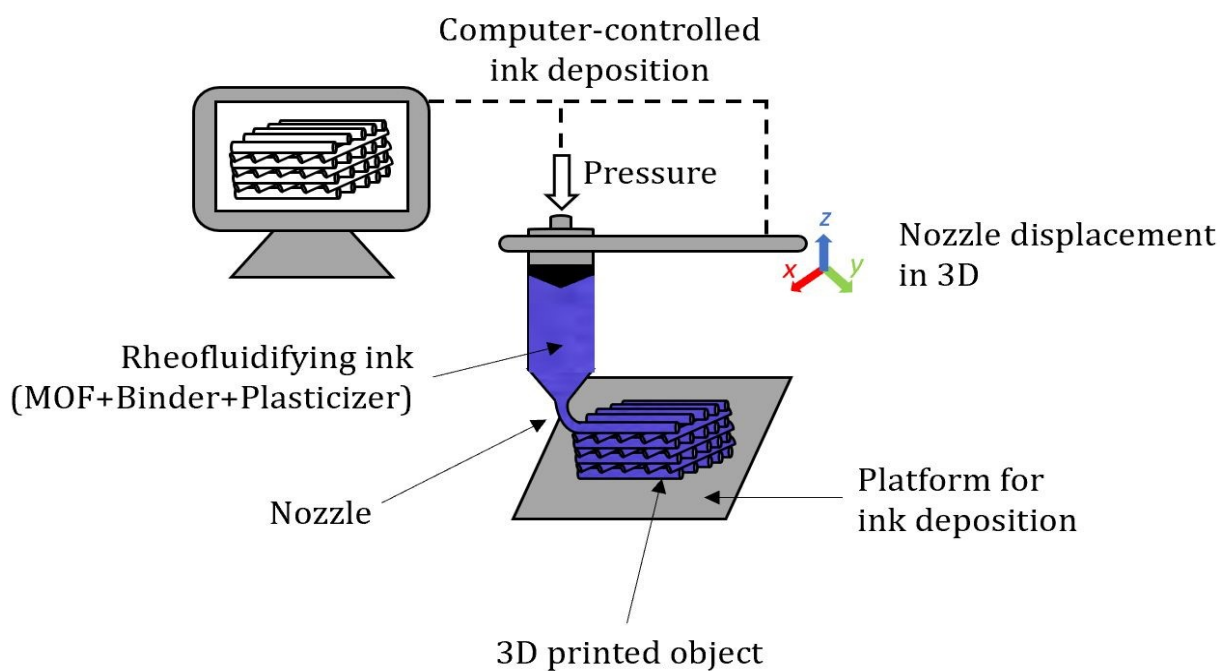 Computer-controlled
ink deposition
Pressure
z
x
y
Nozzle displacement
in 3D
Rheofluidifying ink
(MOF+Binder+Plasticizer)
Nozzle
Platform for
ink deposition
3D printed object